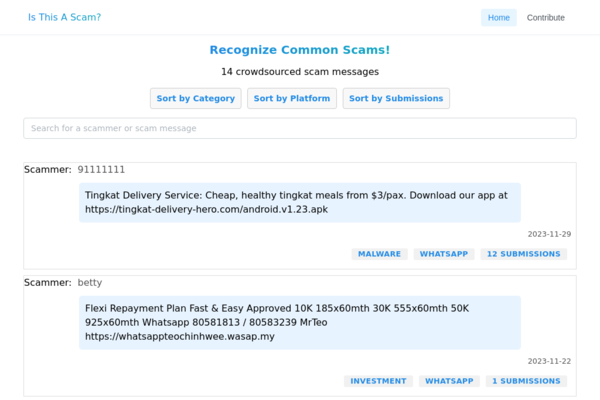 Is This A Scam?
Home
Contribute
Recognize Common Scams!
14 crowdsourced scam messages
Sort by Category
Sort by Platform
Sort by Submissions
Search for a scammer or scam message
Scammer: 91111111
Tingkat Delivery Service: Cheap, healthy tingkat meals from $3/pax. Download our app at
https://tingkat-delivery-hero.com/android.v1.23.apk
2023-11-29
MALWARE
WHATSAPP
12 SUBMISSIONS
Scammer: betty
Flexi Repayment Plan Fast & Easy Approved 10K 185x60mth 30K 555x60mth 50K
925x60mth Whatsapp 80581813 / 80583239 MrTeo
https://whatsappteochinhwee.wasap.my
2023-11-22
INVESTMENT
WHATSAPP
1 SUBMISSIONS